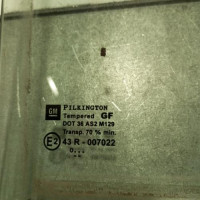 PILKINGTON
GM
Tempered GF
DOT 36 AS2 M129
Transp. 70 % min.
E2 43 R - 007022